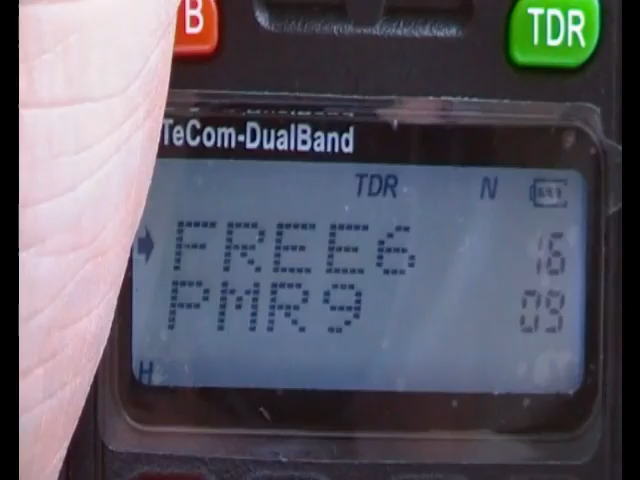 B
TDR
TeCom-DualBand
TDR N
FREE6 16
PMR9 09
H